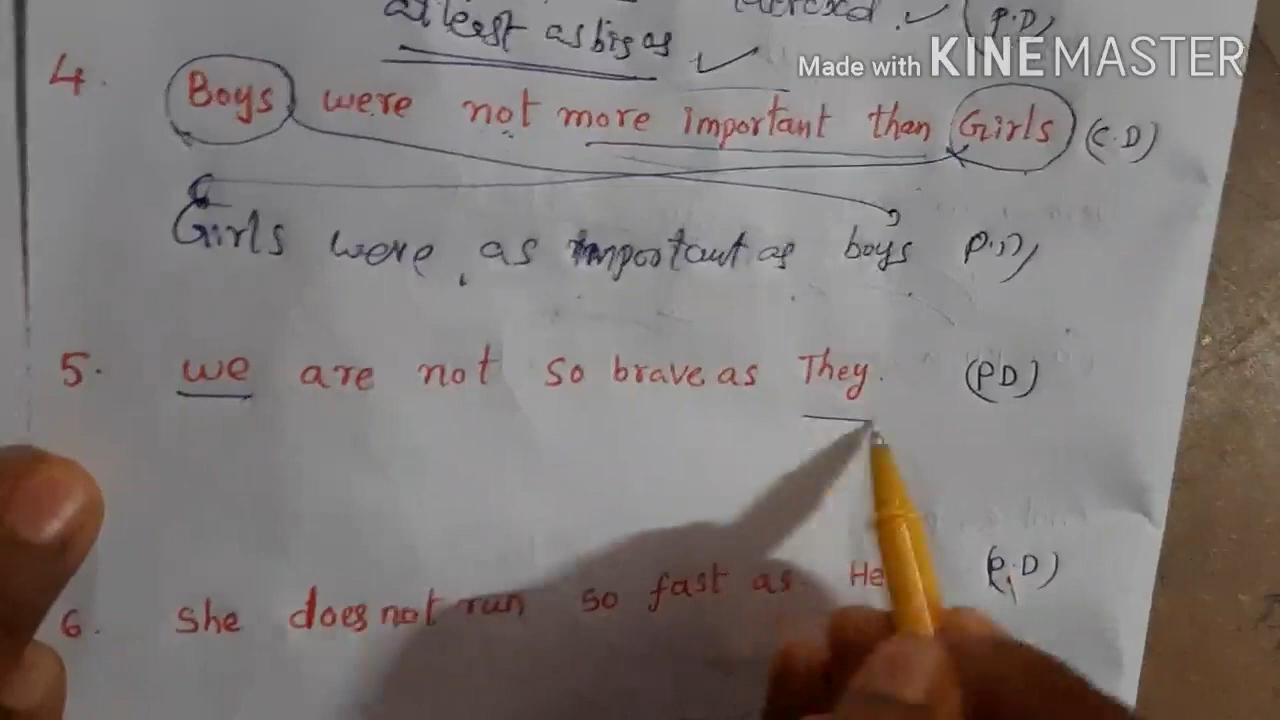 at least as big as ✓ (P.D)
Made with KINEMASTER
4. Boys were not more important than Girls (C.D)
Girls were as important as boys P.D)
5. we are not so brave as They. (PD)
6. She does not run so fast as. He (P.D)